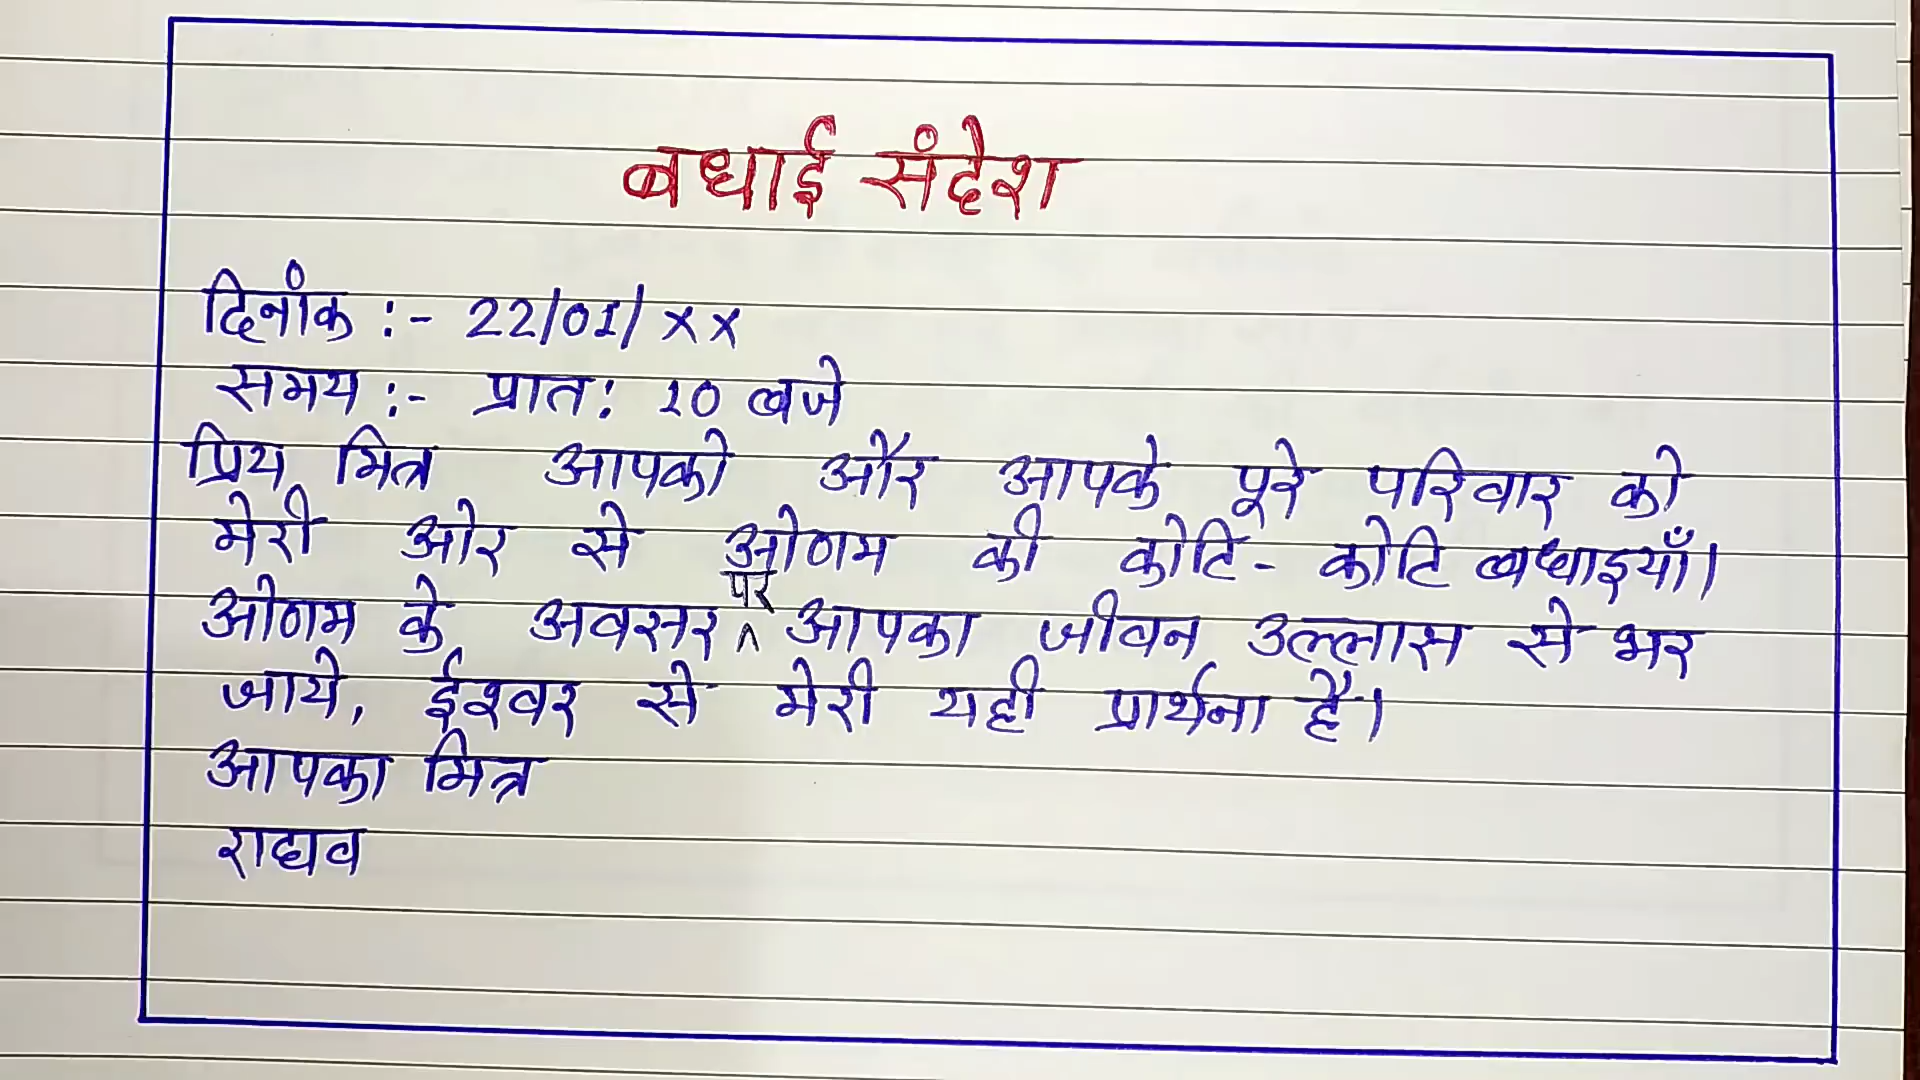 बधाई संदेश
दिनांक :- 22/01/××
समय :- प्रात: 10 बजे
प्रिय मित्र आपको और आपके पूरे परिवार को
मेरी ओर से ओणम की कोटि- कोटि बधाइयाँ।
ओणम के अवसर पर आपका जीवन उल्लास से भर
जाये, ईश्वर से मेरी यही प्रार्थना है।
आपका मित्र
राघव